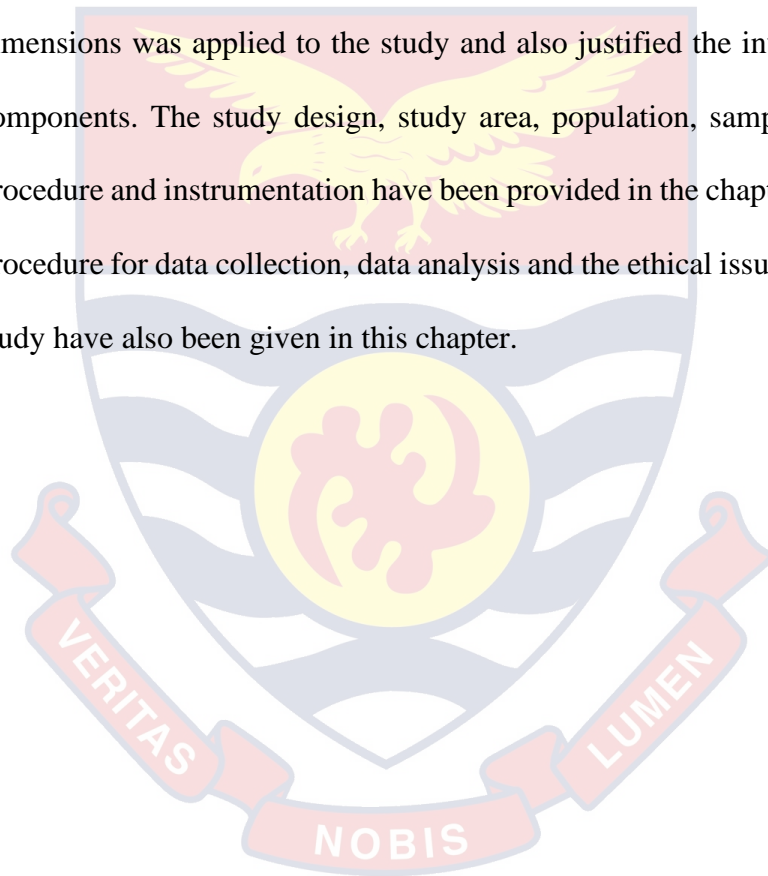 mensions was applied to the study and also justified the in
omponents. The study design, study area, population, samp
rocedure and instrumentation have been provided in the chap
rocedure for data collection, data analysis and the ethical issu
udy have also been given in this chapter.
VERITAS
NOBIS
LUMEN